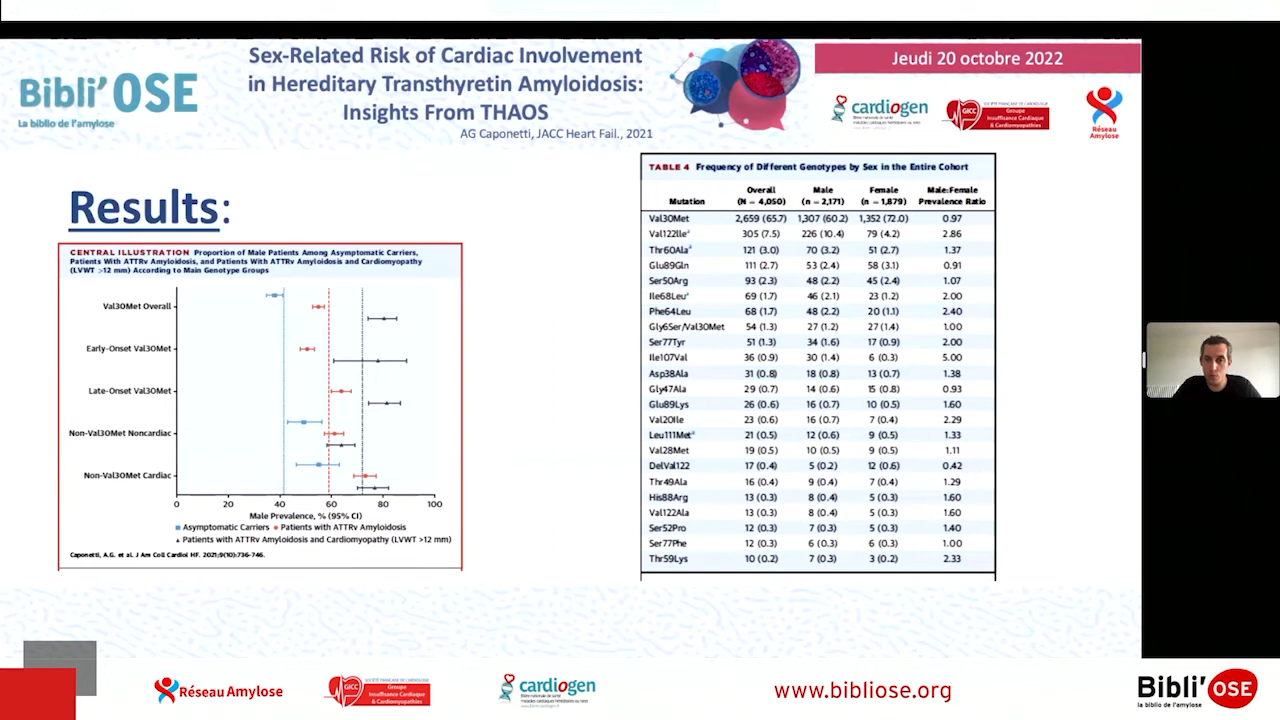 Bibli'OSE
La biblio de l'amylose
Sex-Related Risk of Cardiac Involvement
in Hereditary Transthyretin Amyloidosis:
Insights From THAOS
AG Caponetti, JACC Heart Fail., 2021
Jeudi 20 octobre 2022
cardiogen
GICC
Groupe
Insuffisance Cardiaque
& Cardiomyopathies
Réseau
Amylose
Results:
CENTRAL ILLUSTRATION Proportion of Male Patients Among Asymptomatic Carriers,
Patients With ATTRv Amyloidosis, and Patients With ATTRv Amyloidosis and Cardiomyopathy
(LVWT >12 mm) According to Main Genotype Groups
Val30Met Overall
Early-Onset Val30Met
Late-Onset Val30Met
Non-Val30Met Noncardiac
Non-Val30Met Cardiac
0 20 40 60 80 100
Male Prevalence, % (95% CI)
Asymptomatic Carriers Patients with ATTRv Amyloidosis
Patients with ATTRv Amyloidosis and Cardiomyopathy (LVWT >12 mm)
Caponetti, A.G. et al. J Am Coll Cardiol HF. 2021;9(10):736-746.
TABLE 4 Frequency of Different Genotypes by Sex in the Entire Cohort
Overall Male Female Male:Female
Mutation (N = 4,050) (n = 2,171) (n = 1,879) Prevalence Ratio
Val30Met 2,659 (65.7) 1,307 (60.2) 1,352 (72.0) 0.97
Val122Ile 305 (7.5) 226 (10.4) 79 (4.2) 2.86
Thr60Ala 121 (3.0) 70 (3.2) 51 (2.7) 1.37
Glu89Gln 111 (2.7) 53 (2.4) 58 (3.1) 0.91
Ser50Arg 93 (2.3) 48 (2.2) 45 (2.4) 1.07
Ile68Leu 69 (1.7) 46 (2.1) 23 (1.2) 2.00
Phe64Leu 68 (1.7) 48 (2.2) 20 (1.1) 2.40
Gly6Ser/Val30Met 54 (1.3) 27 (1.2) 27 (1.4) 1.00
Ser77Tyr 51 (1.3) 34 (1.6) 17 (0.9) 2.00
Ile107Val 36 (0.9) 30 (1.4) 6 (0.3) 5.00
Asp38Ala 31 (0.8) 18 (0.8) 13 (0.7) 1.38
Gly47Ala 29 (0.7) 14 (0.6) 15 (0.8) 0.93
Glu89Lys 26 (0.6) 16 (0.7) 10 (0.5) 1.60
Val20Ile 23 (0.6) 16 (0.7) 7 (0.4) 2.29
Leu111Met 21 (0.5) 12 (0.6) 9 (0.5) 1.33
Val28Met 19 (0.5) 10 (0.5) 9 (0.5) 1.11
DelVal122 17 (0.4) 5 (0.2) 12 (0.6) 0.42
Thr49Ala 16 (0.4) 9 (0.4) 7 (0.4) 1.29
His88Arg 13 (0.3) 8 (0.4) 5 (0.3) 1.60
Val122Ala 13 (0.3) 8 (0.4) 5 (0.3) 1.60
Ser52Pro 12 (0.3) 7 (0.3) 5 (0.3) 1.40
Ser77Phe 12 (0.3) 6 (0.3) 6 (0.3) 1.00
Thr59Lys 10 (0.2) 7 (0.3) 3 (0.2) 2.33
Réseau Amylose
GICC
Groupe
Insuffisance Cardiaque
& Cardiomyopathies
cardiogen
www.bibliose.org
Bibli'OSE
la biblio de l'amylose